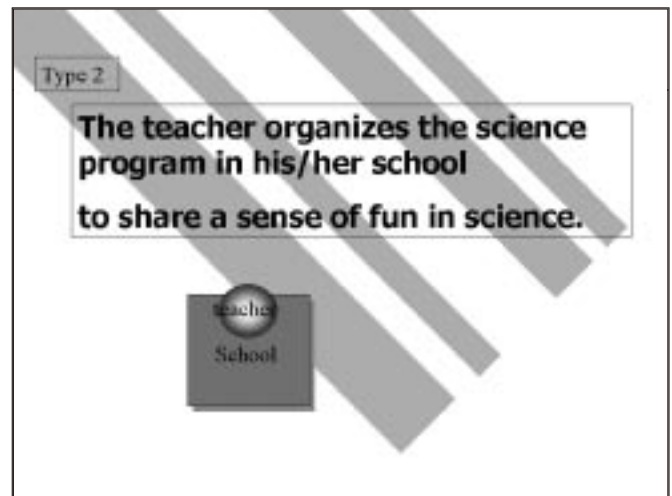 Type 2
The teacher organizes the science
program in his/her school
to share a sense of fun in science.
teacher
School